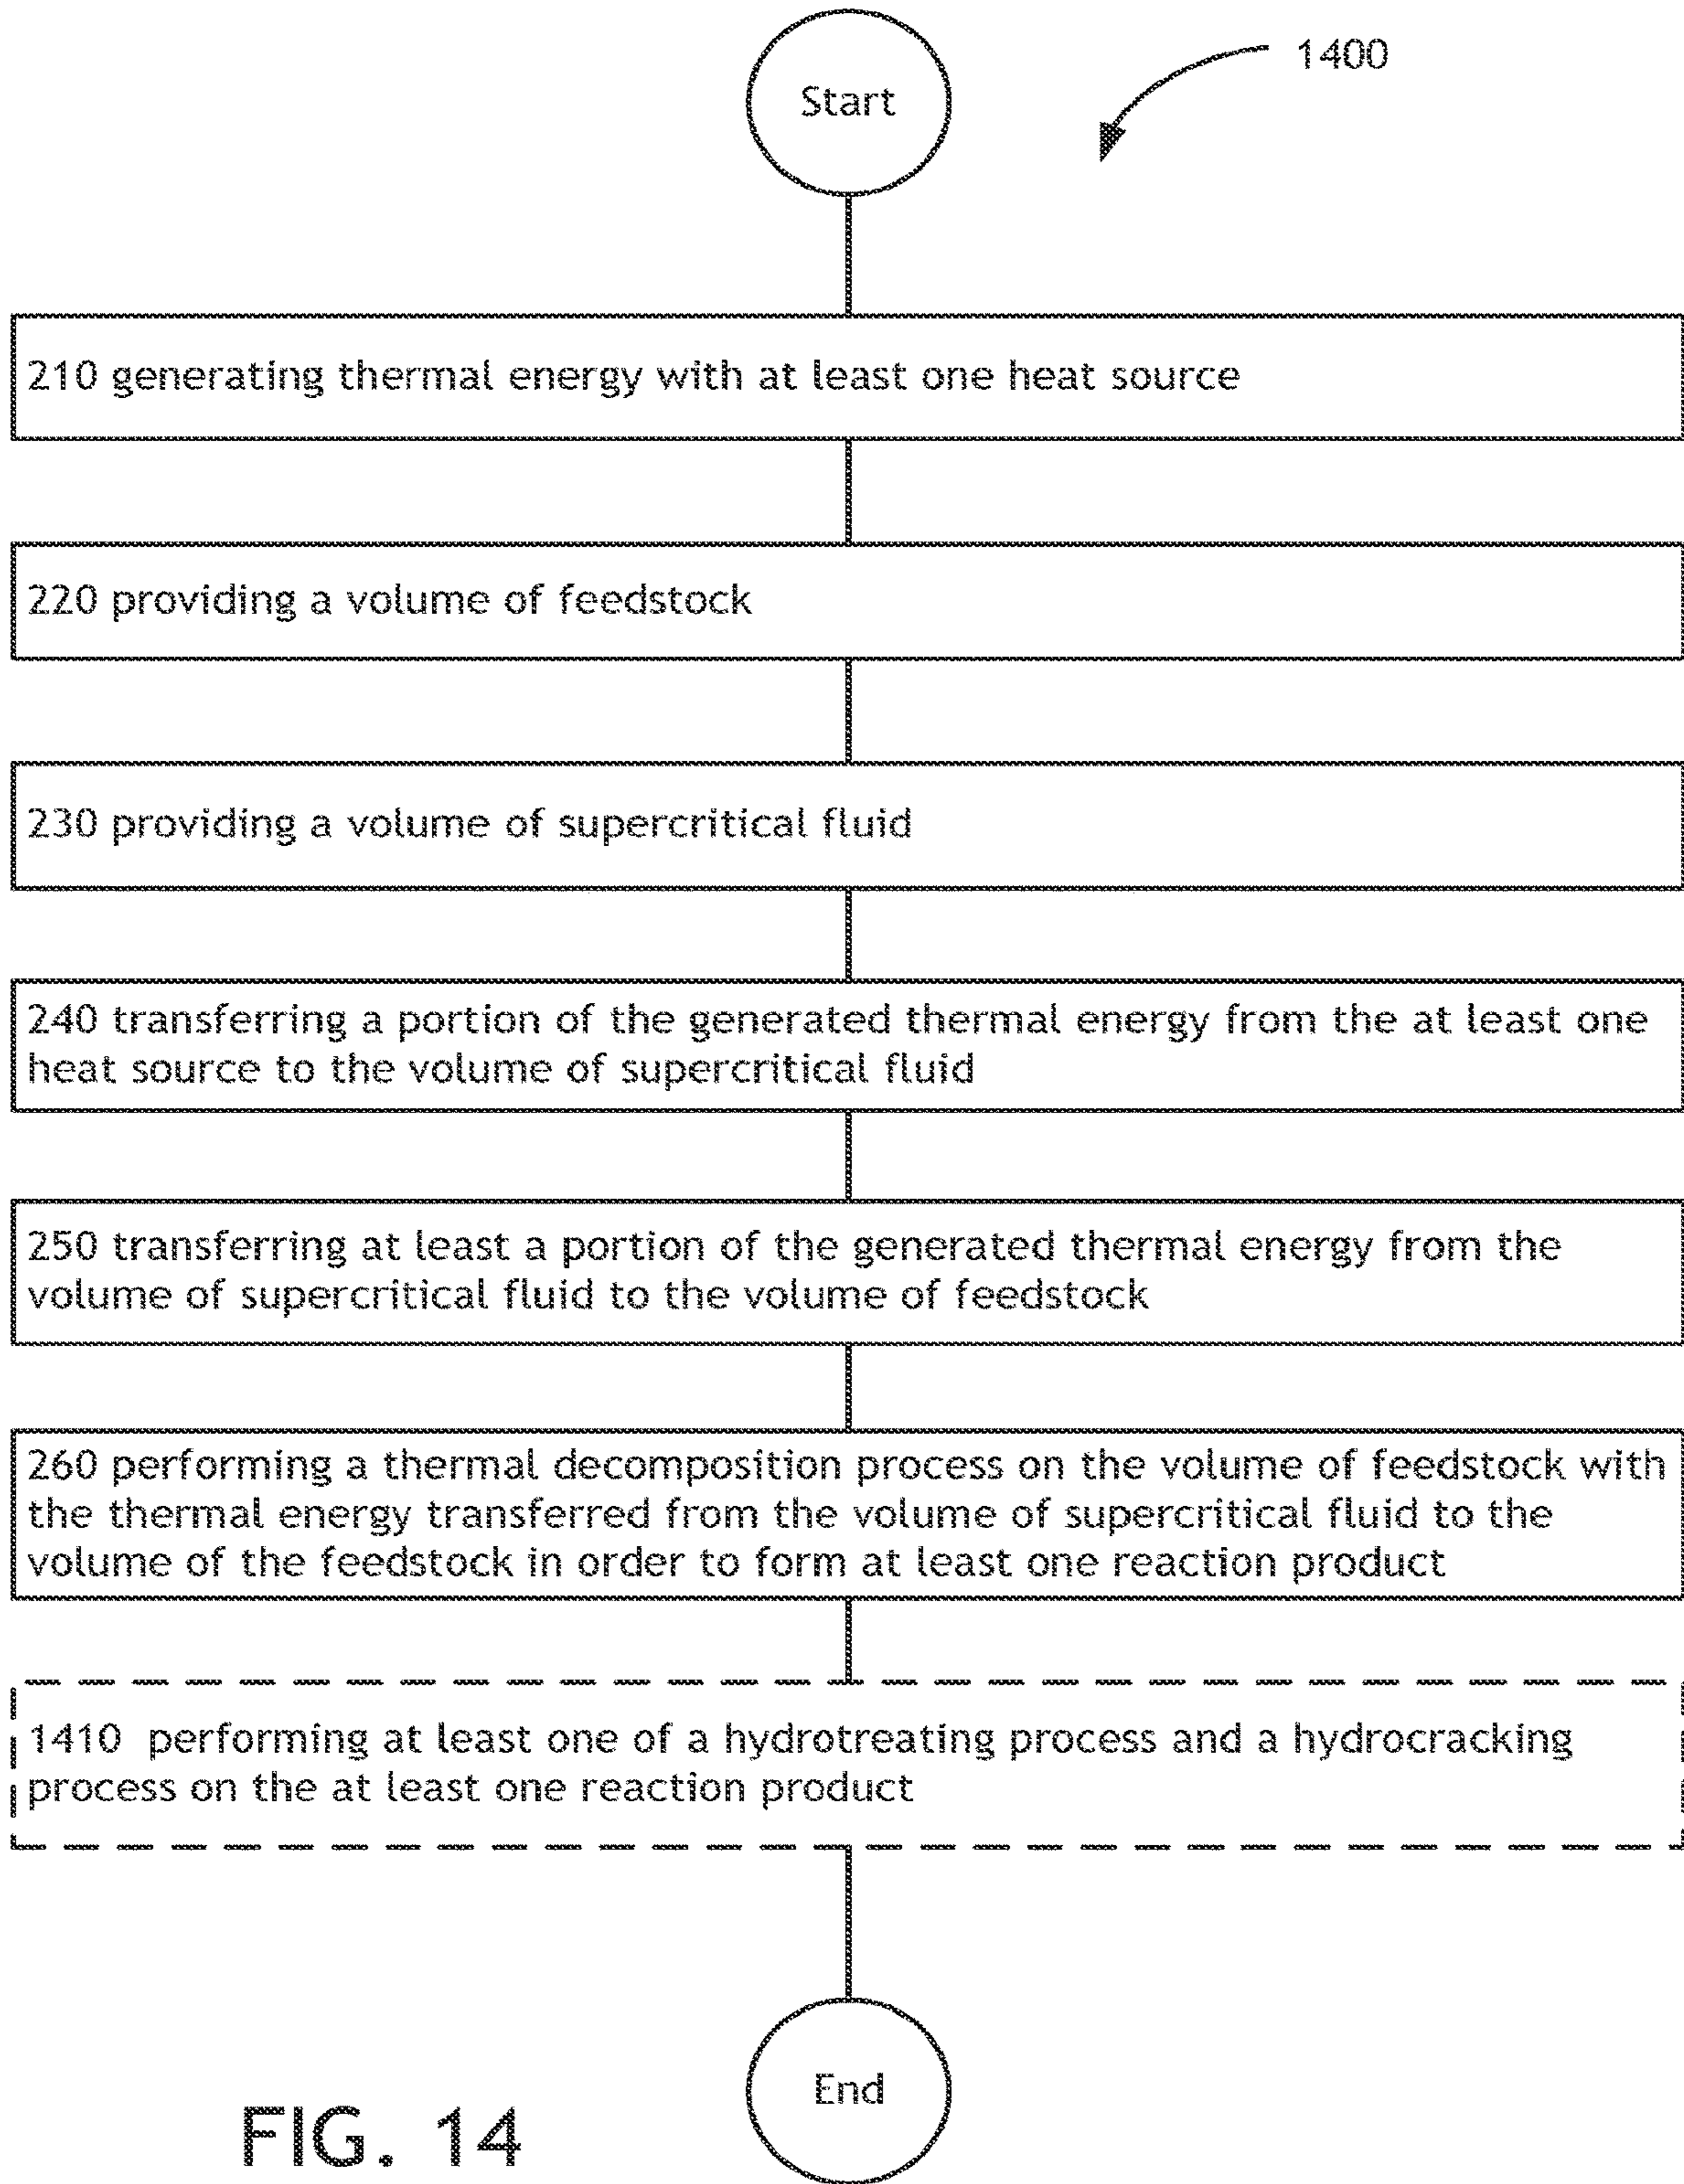 Start
1400
210 generating thermal energy with at least one heat source
220 providing a volume of feedstock
230 providing a volume of supercritical fluid
240 transferring a portion of the generated thermal energy from the at least one
heat source to the volume of supercritical fluid
250 transferring at least a portion of the generated thermal energy from the
volume of supercritical fluid to the volume of feedstock
260 performing a thermal decomposition process on the volume of feedstock with
the thermal energy transferred from the volume of supercritical fluid to the
volume of the feedstock in order to form at least one reaction product
1410 performing at least one of a hydrotreating process and a hydrocracking
process on the at least one reaction product
End
FIG. 14